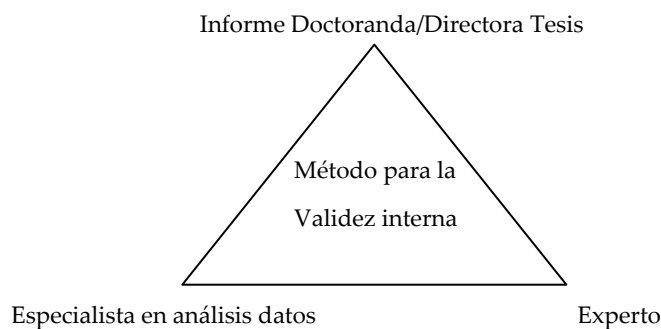 Informe Doctoranda/Directora Tesis
Método para la
Validez interna
Especialista en análisis datos
Experto